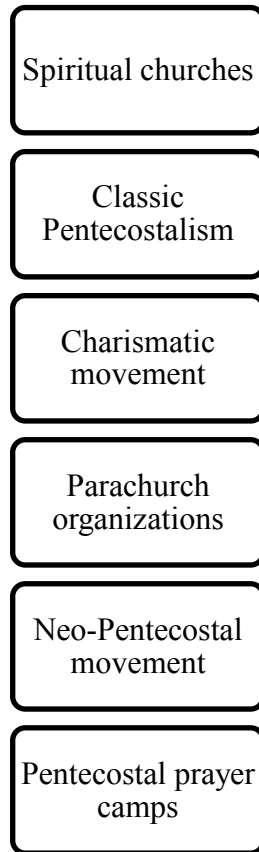 Spiritual churches
Classic
Pentecostalism
Charismatic
movement
Parachurch
organizations
Neo-Pentecostal
movement
Pentecostal prayer
camps